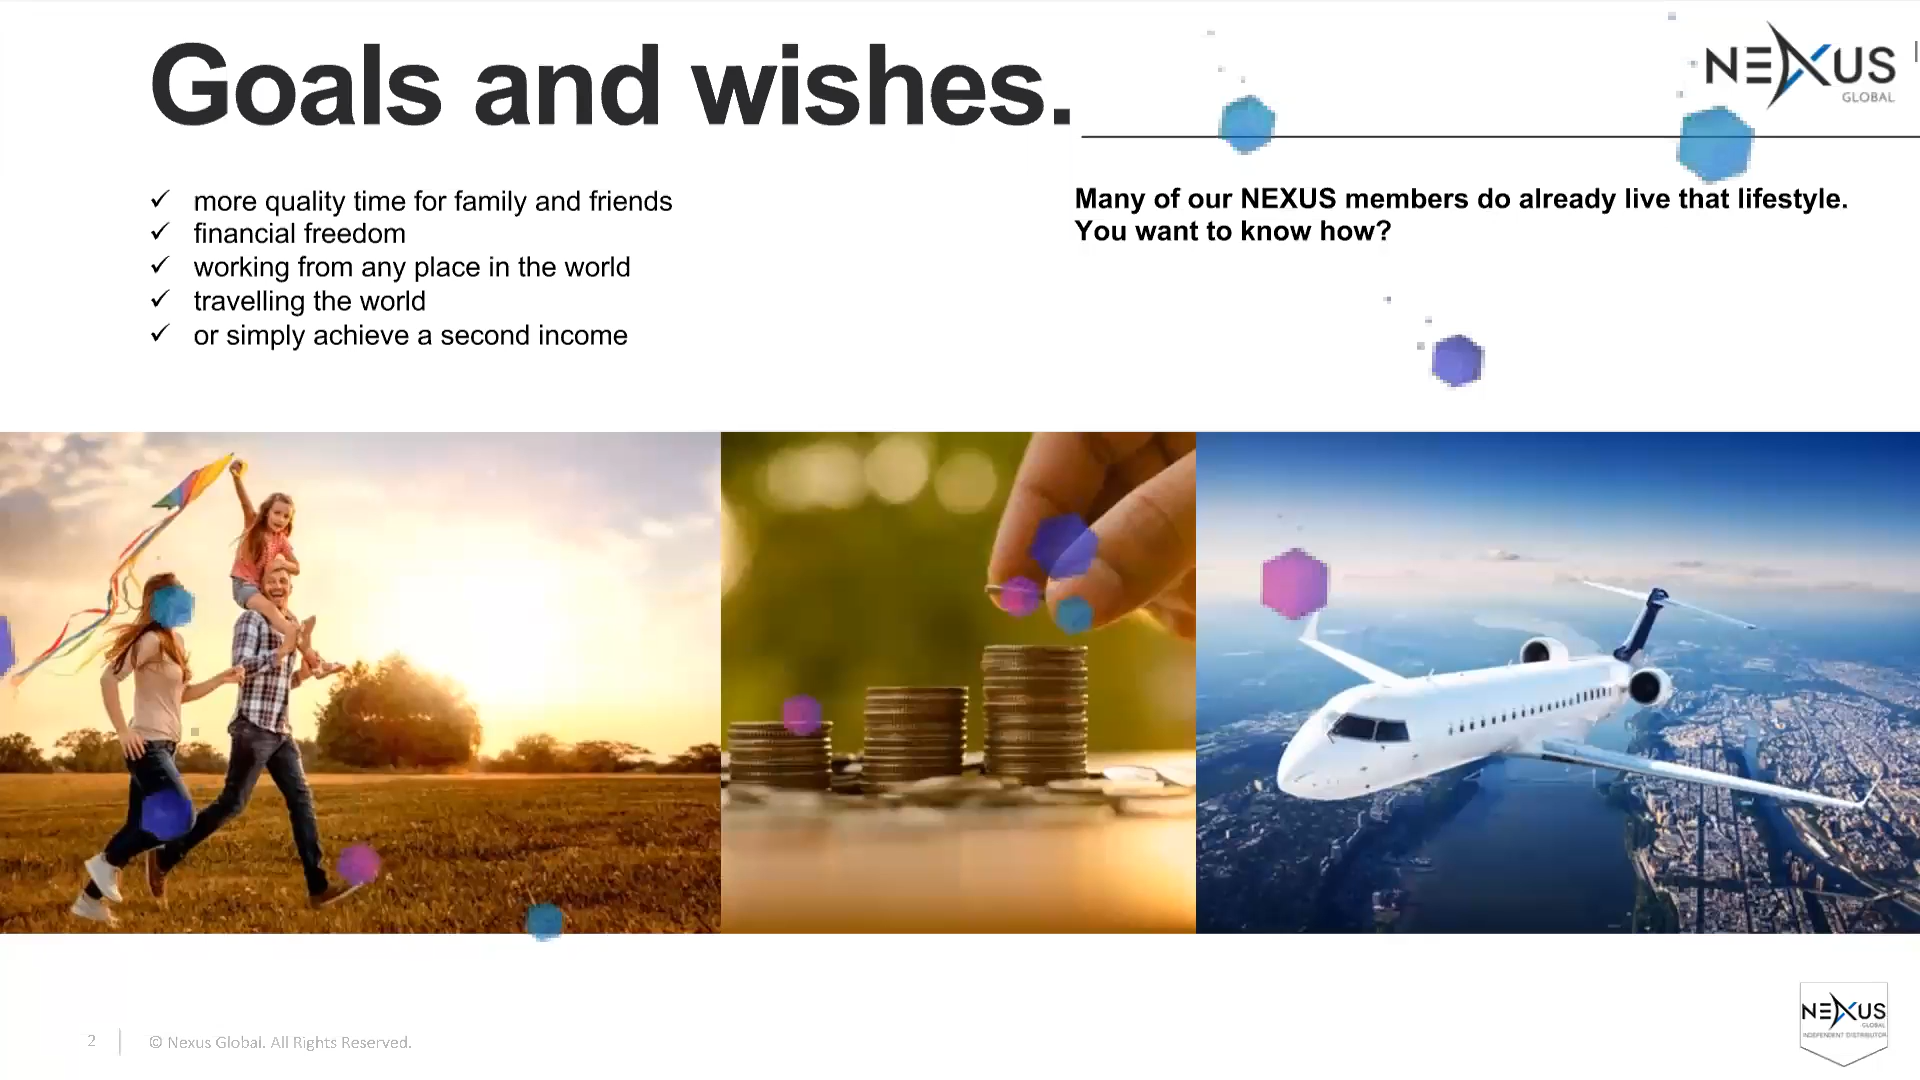 Goals and wishes.
NEXUS
GLOBAL
✓ more quality time for family and friends
✓ financial freedom
✓ working from any place in the world
✓ travelling the world
✓ or simply achieve a second income
Many of our NEXUS members do already live that lifestyle.
You want to know how?
2
© Nexus Global. All Rights Reserved.
NEXUS
GLOBAL
INDEPENDENT DISTRIBUTOR